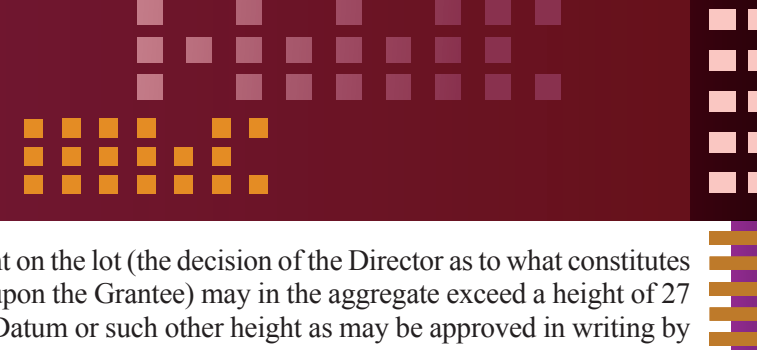 on the lot (the decision of the Director as to what constitutes
upon the Grantee) may in the aggregate exceed a height of 27
Datum or such other height as may be approved in writing by